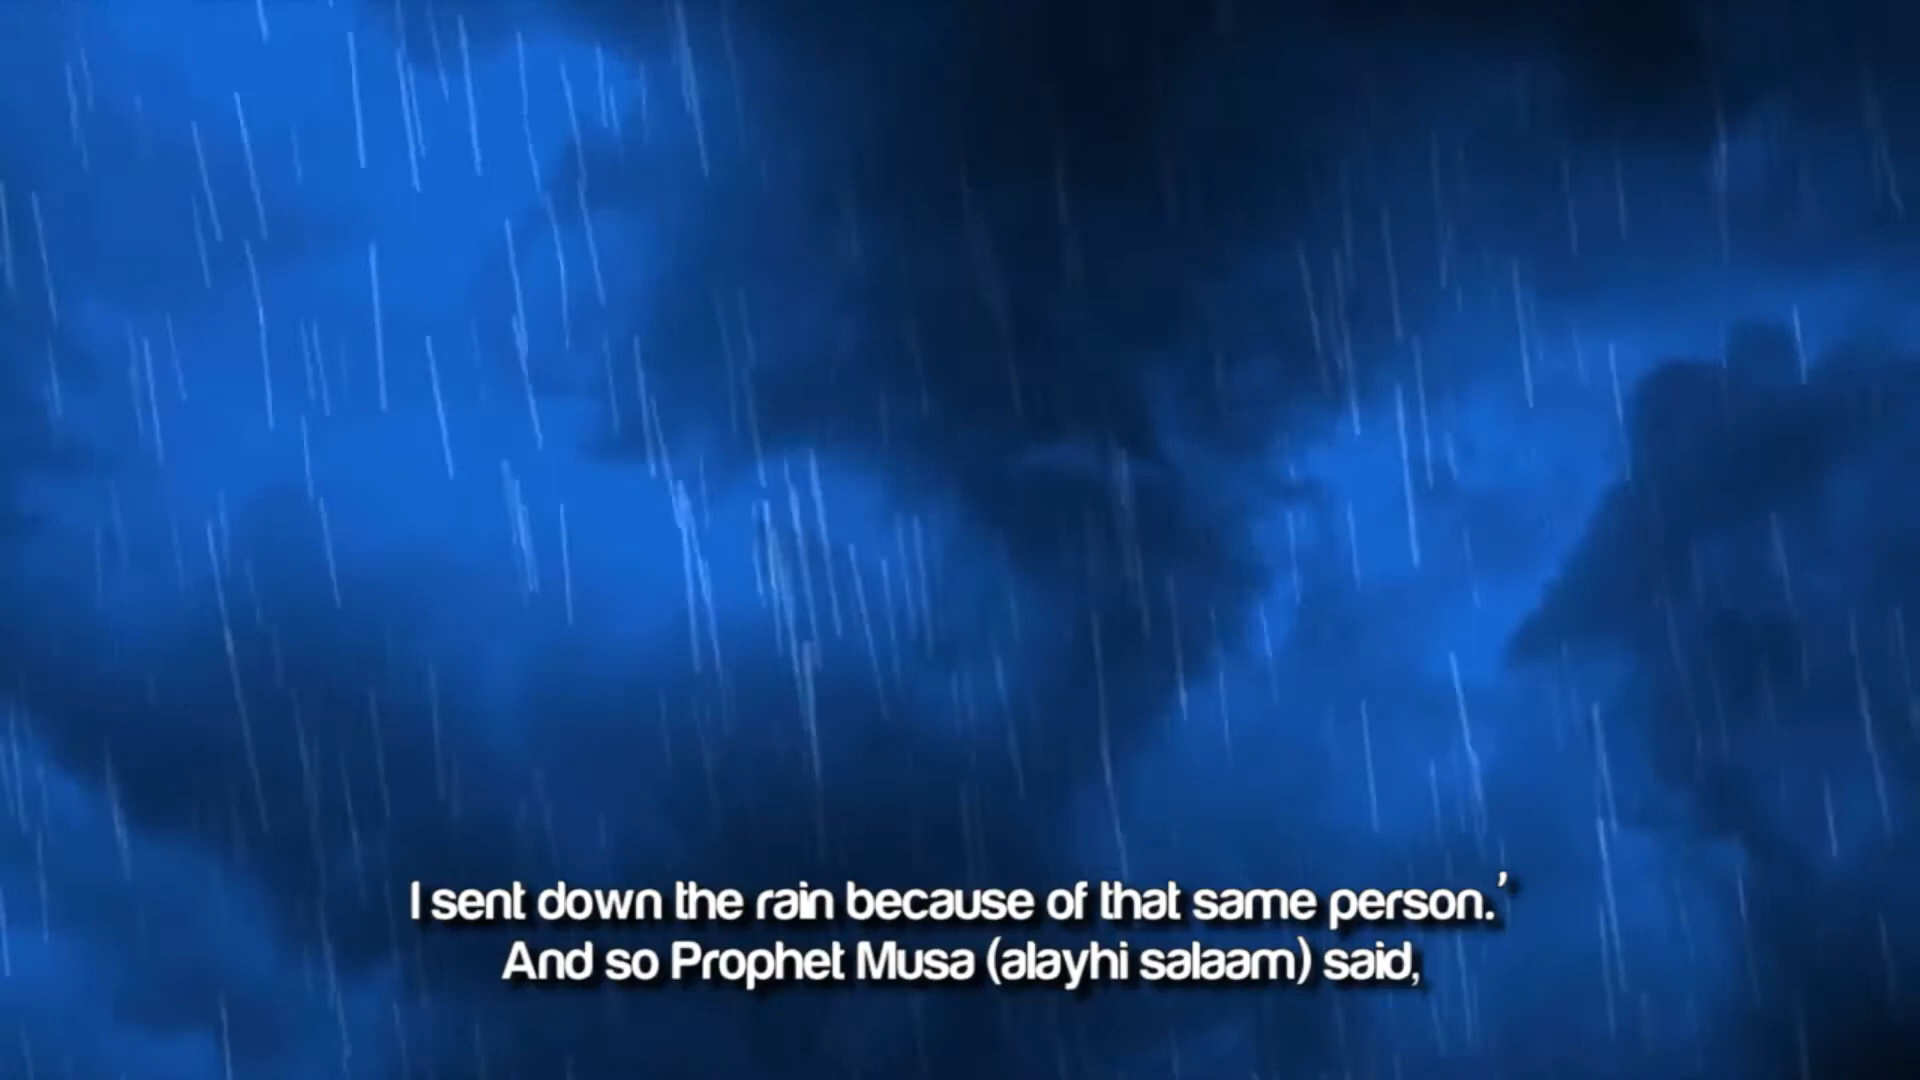 I sent down the rain because of that same person.’
And so Prophet Musa (alayhi salaam) said,